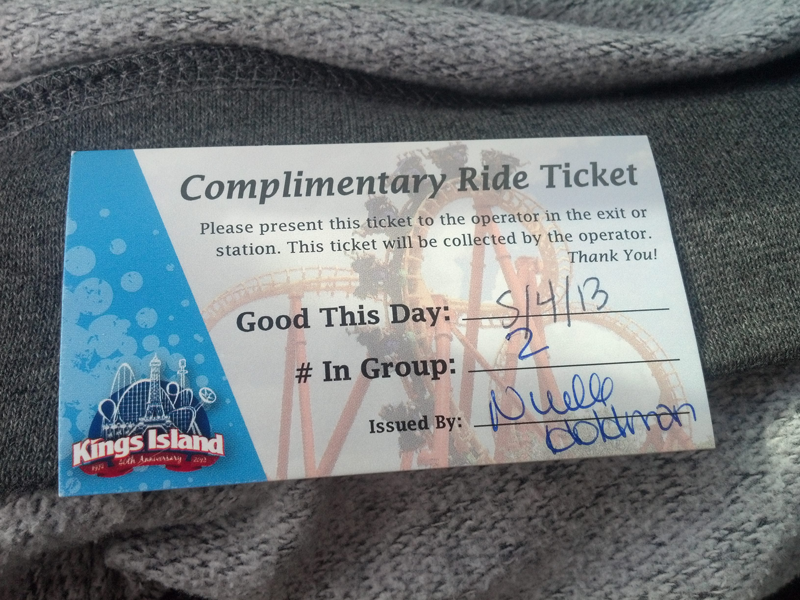 Complimentary Ride Ticket
Please present this ticket to the operator in the exit or
station. This ticket will be collected by the operator.
Thank You!
Good This Day: 5/4/13
# In Group: 2
Issued By:
Kings Island
1972 Anniversary